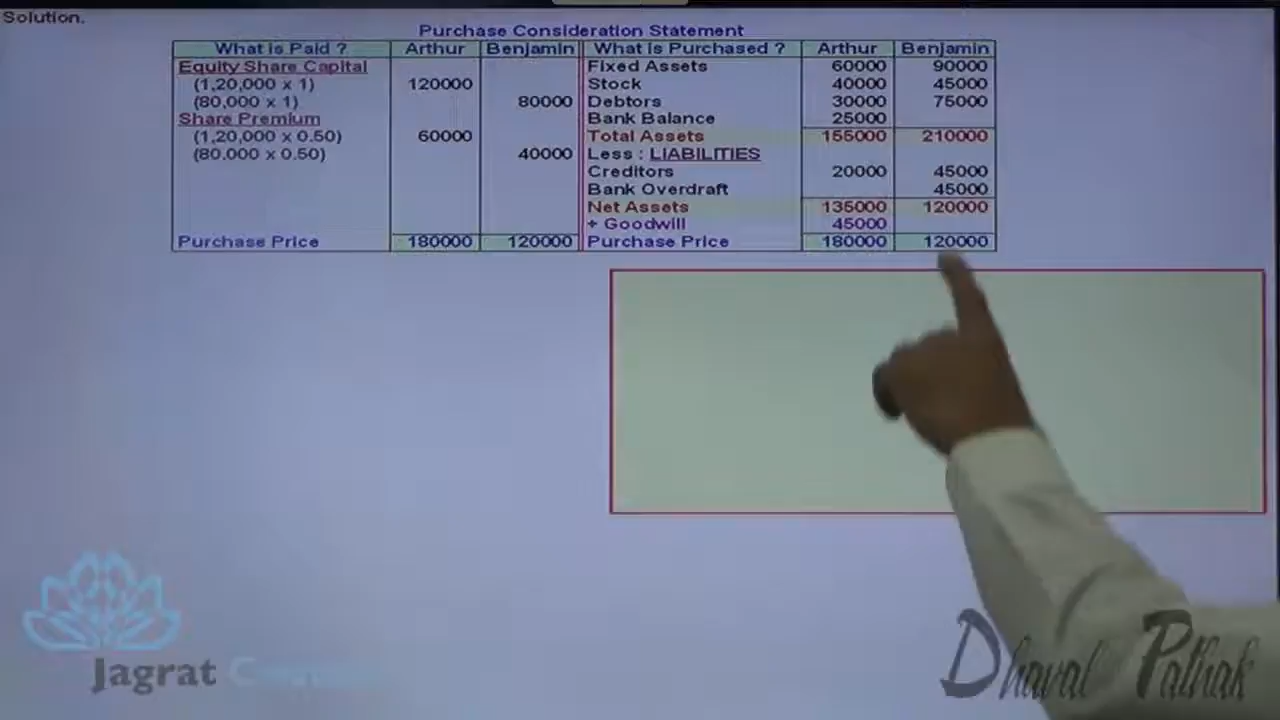 Solution.
Purchase Consideration Statement
What is Paid ? Arthur Benjamin What is Purchased ? Arthur Benjamin
Equity Share Capital Fixed Assets 60000 90000
(1,20,000 x 1) 120000 Stock 40000 45000
(80,000 x 1) 80000 Debtors 30000 75000
Share Premium Bank Balance 25000
(1,20,000 x 0.50) 60000 Total Assets 155000 210000
(80.000 x 0.50) 40000 Less : LIABILITIES
Creditors 20000 45000
Bank Overdraft 45000
Net Assets 135000 120000
+ Goodwill 45000
Purchase Price 180000 120000 Purchase Price 180000 120000
Jagrat
Dhaval Pathak